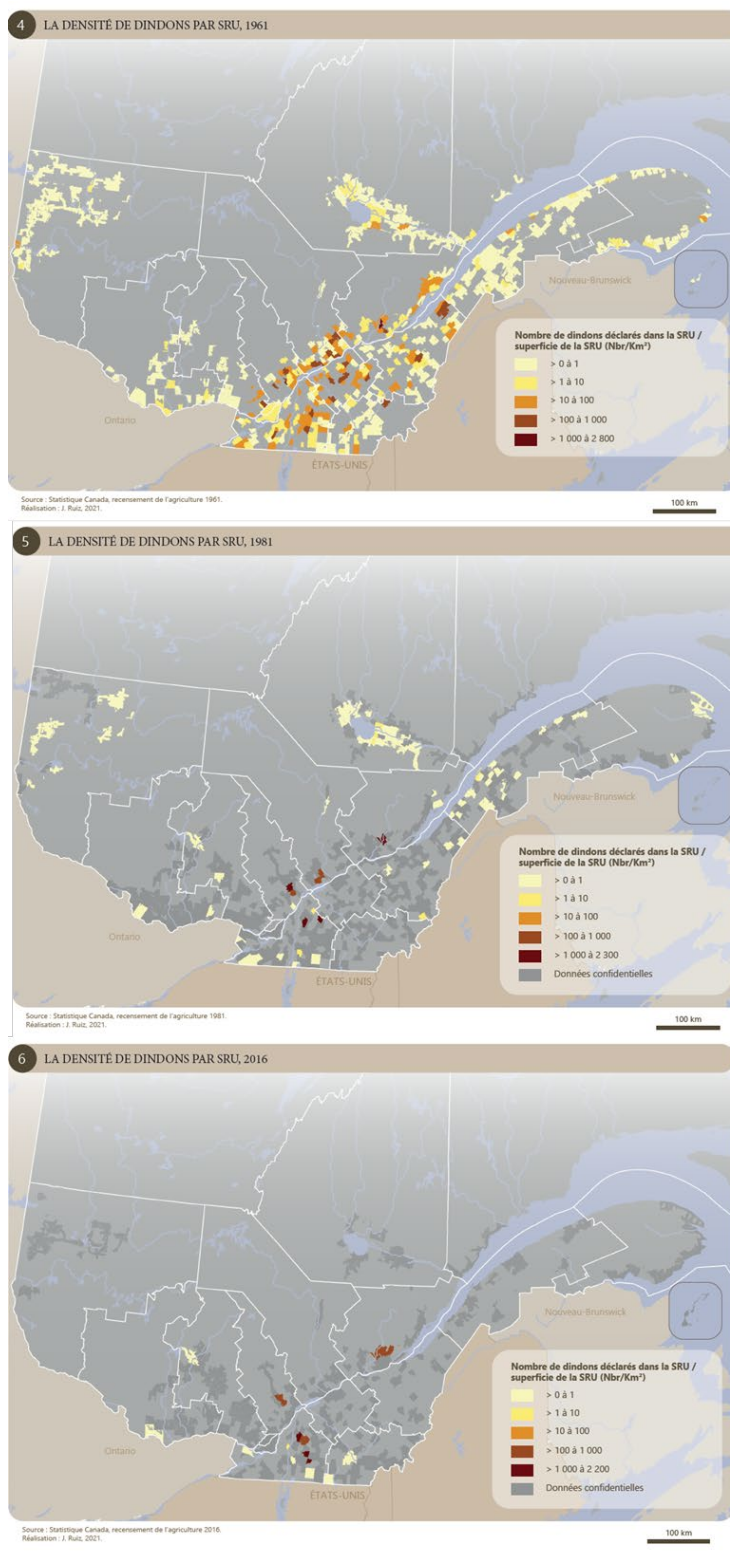 4 LA DENSITÉ DE DINDONS PAR SRU, 1961
Nouveau-Brunswick
Nombre de dindons déclarés dans la SRU /
superficie de la SRU (Nbr/Km²)
> 0 à 1
> 1 à 10
> 10 à 100
> 100 à 1 000
> 1 000 à 2 800
Ontario
ÉTATS-UNIS
Source : Statistique Canada, recensement de l'agriculture 1961.
Réalisation : J. Ruiz, 2021.
100 km
5 LA DENSITÉ DE DINDONS PAR SRU, 1981
Nouveau-Brunswick
Nombre de dindons déclarés dans la SRU /
superficie de la SRU (Nbr/Km²)
> 0 à 1
> 1 à 10
> 10 à 100
> 100 à 1 000
> 1 000 à 2 300
Données confidentielles
Ontario
ÉTATS-UNIS
Source : Statistique Canada, recensement de l'agriculture 1981.
Réalisation : J. Ruiz, 2021.
100 km
6 LA DENSITÉ DE DINDONS PAR SRU, 2016
Nouveau-Brunswick
Nombre de dindons déclarés dans la SRU /
superficie de la SRU (Nbr/Km²)
> 0 à 1
> 1 à 10
> 10 à 100
> 100 à 1 000
> 1 000 à 2 200
Données confidentielles
Ontario
ÉTATS-UNIS
Source : Statistique Canada, recensement de l'agriculture 2016.
Réalisation : J. Ruiz, 2021.
100 km